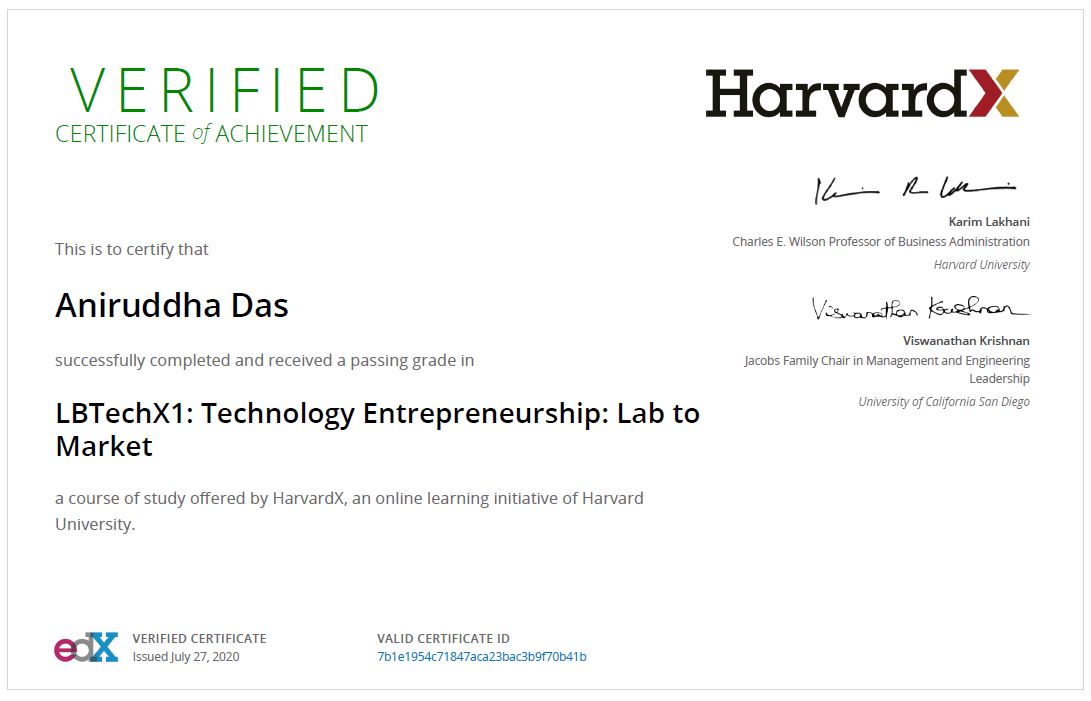 VERIFIED
CERTIFICATE of ACHIEVEMENT
HarvardX
This is to certify that
Aniruddha Das
successfully completed and received a passing grade in
LBTechX1: Technology Entrepreneurship: Lab to
Market
a course of study offered by HarvardX, an online learning initiative of Harvard
University.
Karim Lakhani
Charles E. Wilson Professor of Business Administration
Harvard University
Viswanathan Krishnan
Viswanathan Krishnan
Jacobs Family Chair in Management and Engineering
Leadership
University of California San Diego
edX
VERIFIED CERTIFICATE
Issued July 27, 2020
VALID CERTIFICATE ID
7b1e1954c71847aca23bac3b9f70b41b